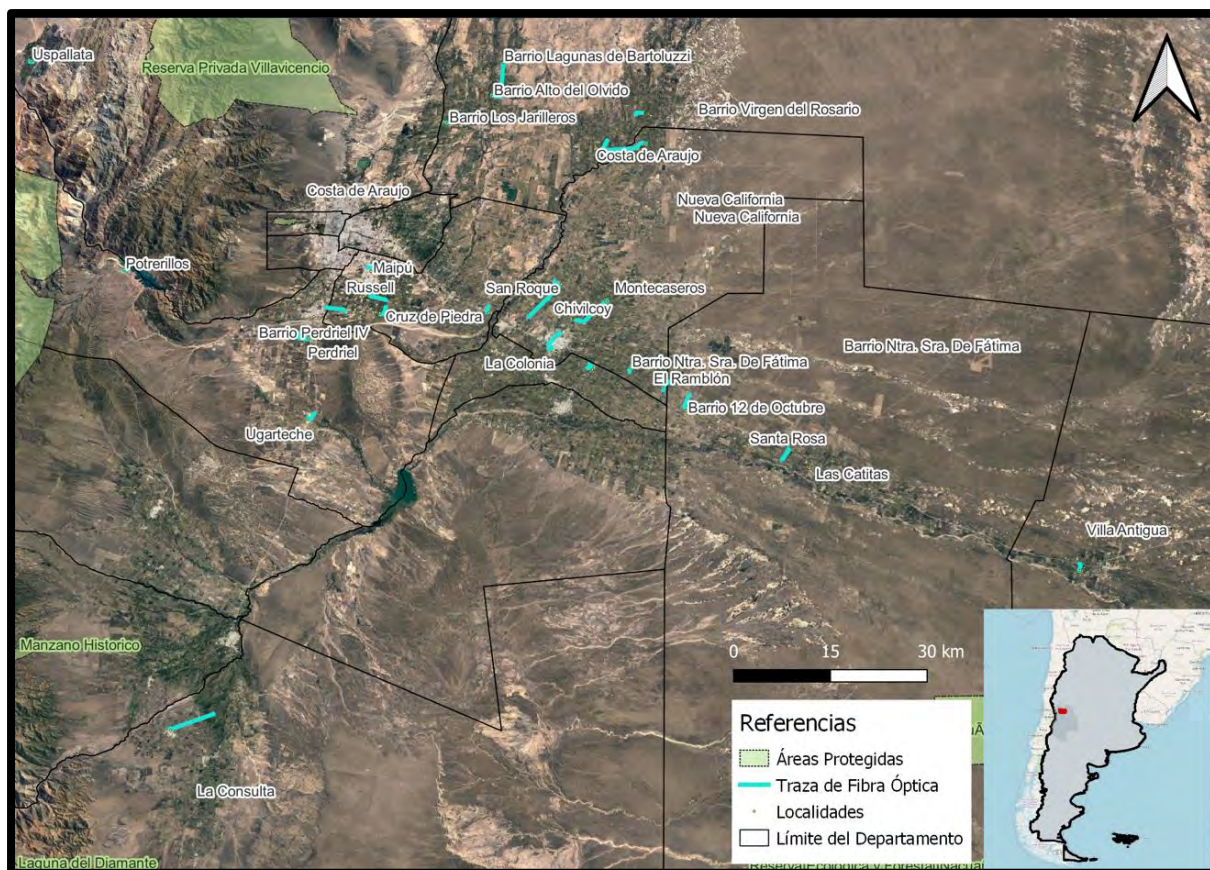 Uspallata
Reserva Privada Villavicencio
Barrio Lagunas de Bartoluzzi
Barrio Alto del Olvido
Barrio Los Jarilleros
Barrio Virgen del Rosario
Costa de Araujo
Costa de Araujo
Nueva California
Nueva California
Potrerillos
Maipú
Russell
San Roque
Montecaseros
Chivilcoy
Cruz de Piedra
Barrio Perdriel IV
Perdriel
La Colonia
Barrio Ntra. Sra. De Fátima
Barrio Ntra. Sra. De Fátima
El Ramblón
Barrio 12 de Octubre
Ugarteche
Santa Rosa
Las Catitas
Villa Antigua
Manzano Historico
La Consulta
Laguna del Diamante
0 15 30 km
Referencias
Áreas Protegidas
Traza de Fibra Óptica
Localidades
Límite del Departamento